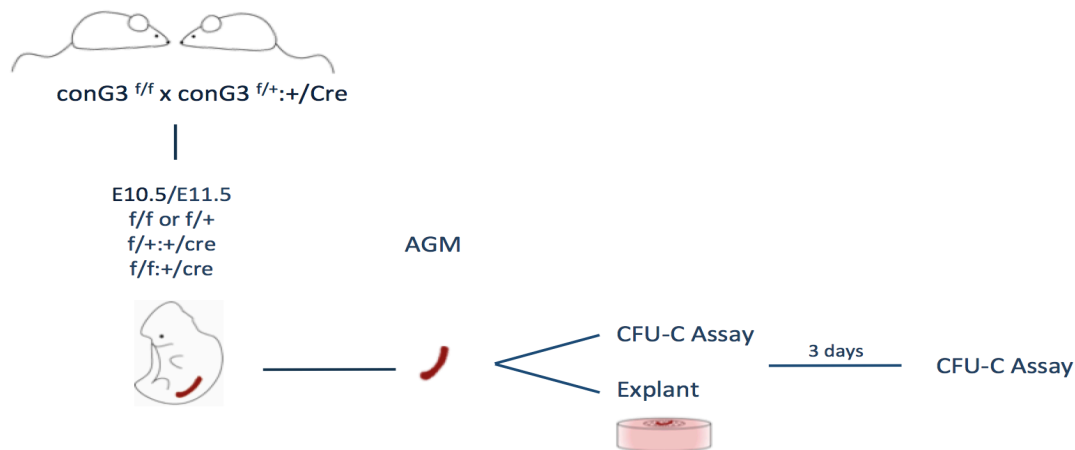 conG3 f/f x conG3 f/+:+/Cre
E10.5/E11.5
f/f or f/+
f/+:+/cre
f/f:+/cre
AGM
CFU-C Assay
Explant
3 days
CFU-C Assay